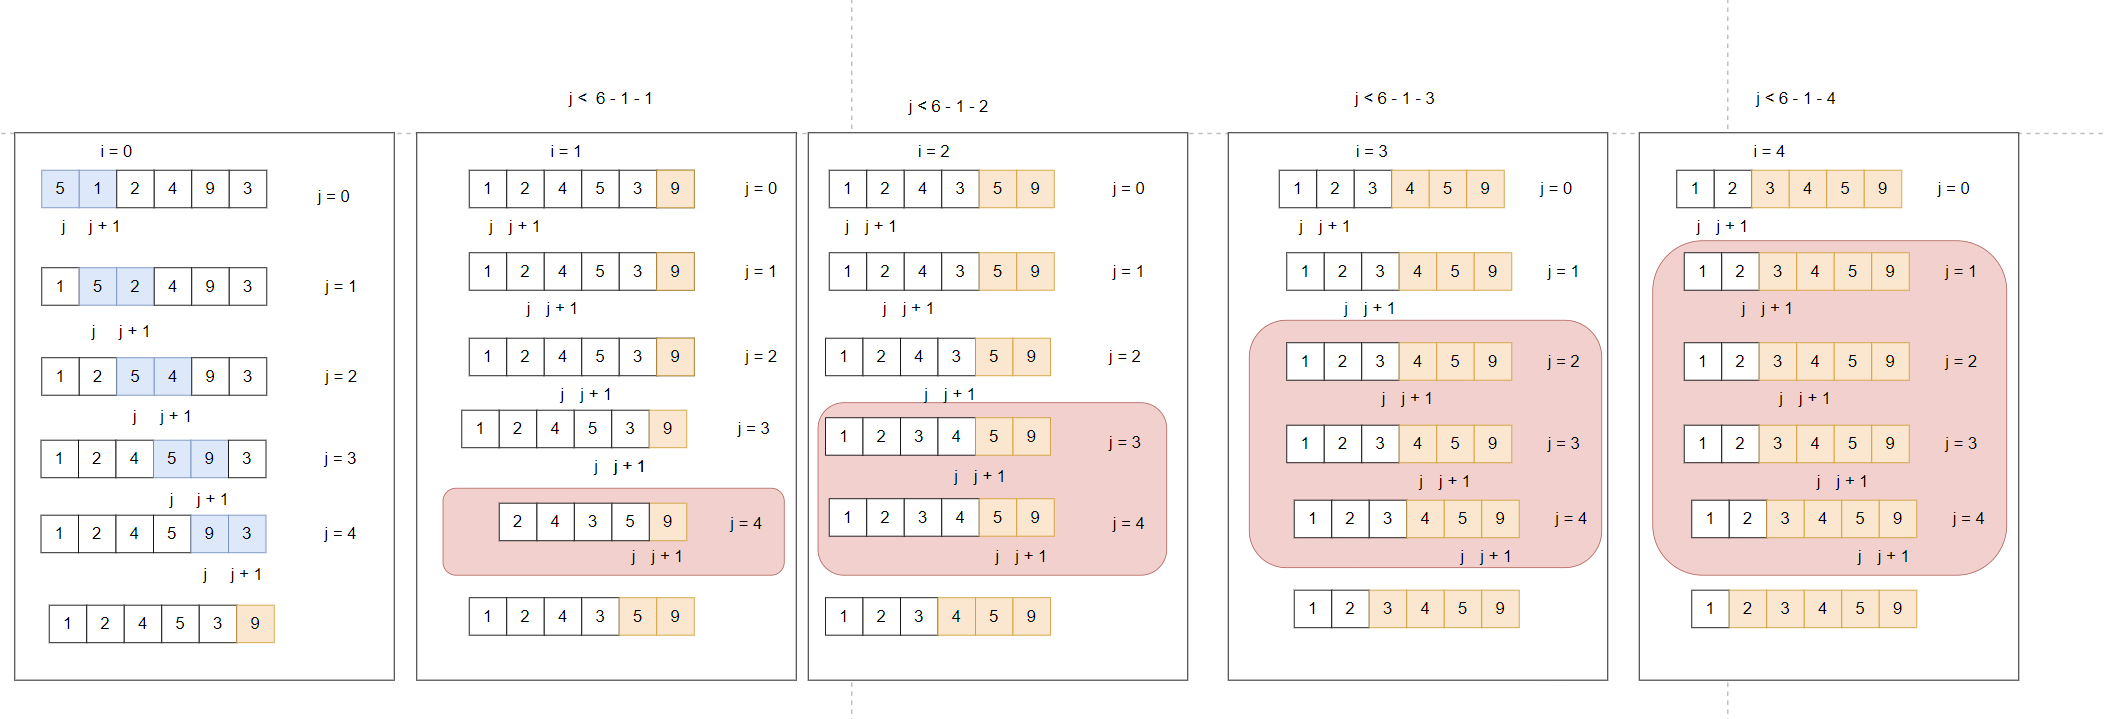 j < 6 - 1 - 1
j < 6 - 1 - 2
j < 6 - 1 - 3
j < 6 - 1 - 4
i = 0
5 1 2 4 9 3
j = 0
j j + 1
1 5 2 4 9 3
j = 1
j j + 1
1 2 5 4 9 3
j = 2
j j + 1
1 2 4 5 9 3
j = 3
j j + 1
1 2 4 5 9 3
j = 4
j j + 1
1 2 4 5 3 9
i = 1
1 2 4 5 3 9
j = 0
j j + 1
1 2 4 5 3 9
j = 1
j j + 1
1 2 4 5 3 9
j = 2
j j + 1
1 2 4 5 3 9
j = 3
j j + 1
2 4 3 5 9
j = 4
j j + 1
1 2 4 3 5 9
i = 2
1 2 4 3 5 9
j = 0
j j + 1
1 2 4 3 5 9
j = 1
j j + 1
1 2 4 3 5 9
j = 2
j j + 1
1 2 3 4 5 9
j = 3
j j + 1
1 2 3 4 5 9
j = 4
j j + 1
1 2 3 4 5 9
i = 3
1 2 3 4 5 9
j = 0
j j + 1
1 2 3 4 5 9
j = 1
j j + 1
1 2 3 4 5 9
j = 2
j j + 1
1 2 3 4 5 9
j = 3
j j + 1
1 2 3 4 5 9
j = 4
j j + 1
1 2 3 4 5 9
i = 4
1 2 3 4 5 9
j = 0
j j + 1
1 2 3 4 5 9
j = 1
j j + 1
1 2 3 4 5 9
j = 2
j j + 1
1 2 3 4 5 9
j = 3
j j + 1
1 2 3 4 5 9
j = 4
j j + 1
1 2 3 4 5 9